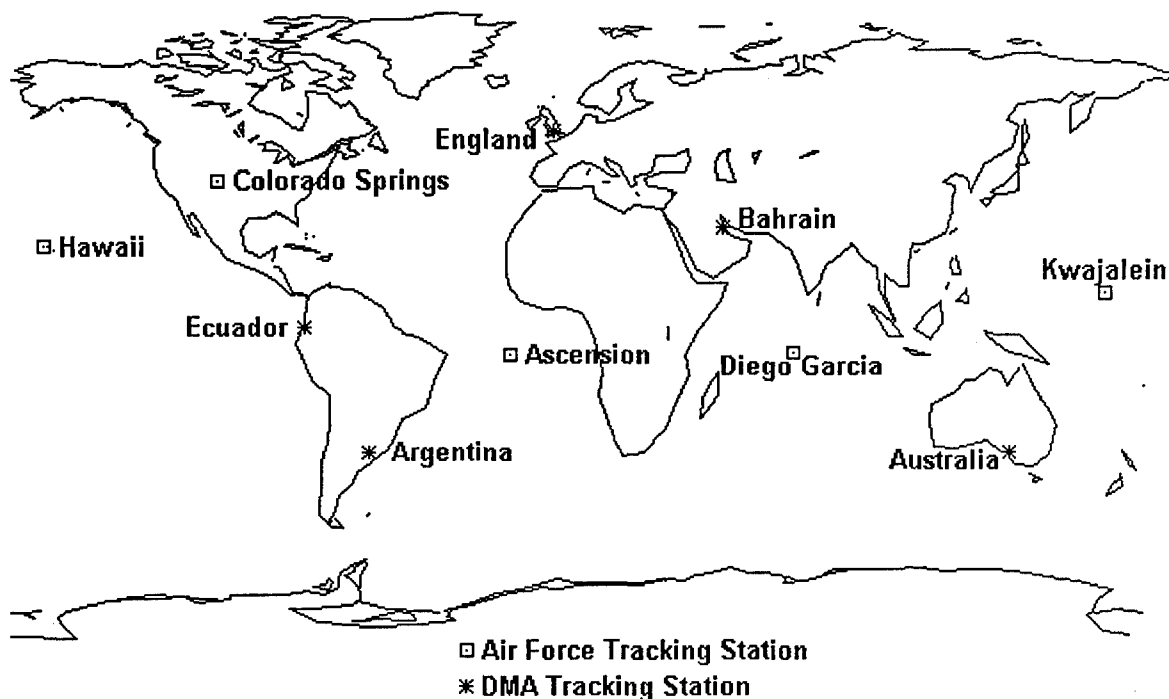 England
Colorado Springs
Bahrain
Hawaii
Kwajalein
Ecuador
Ascension
Diego Garcia
Argentina
Australia
Air Force Tracking Station
DMA Tracking Station